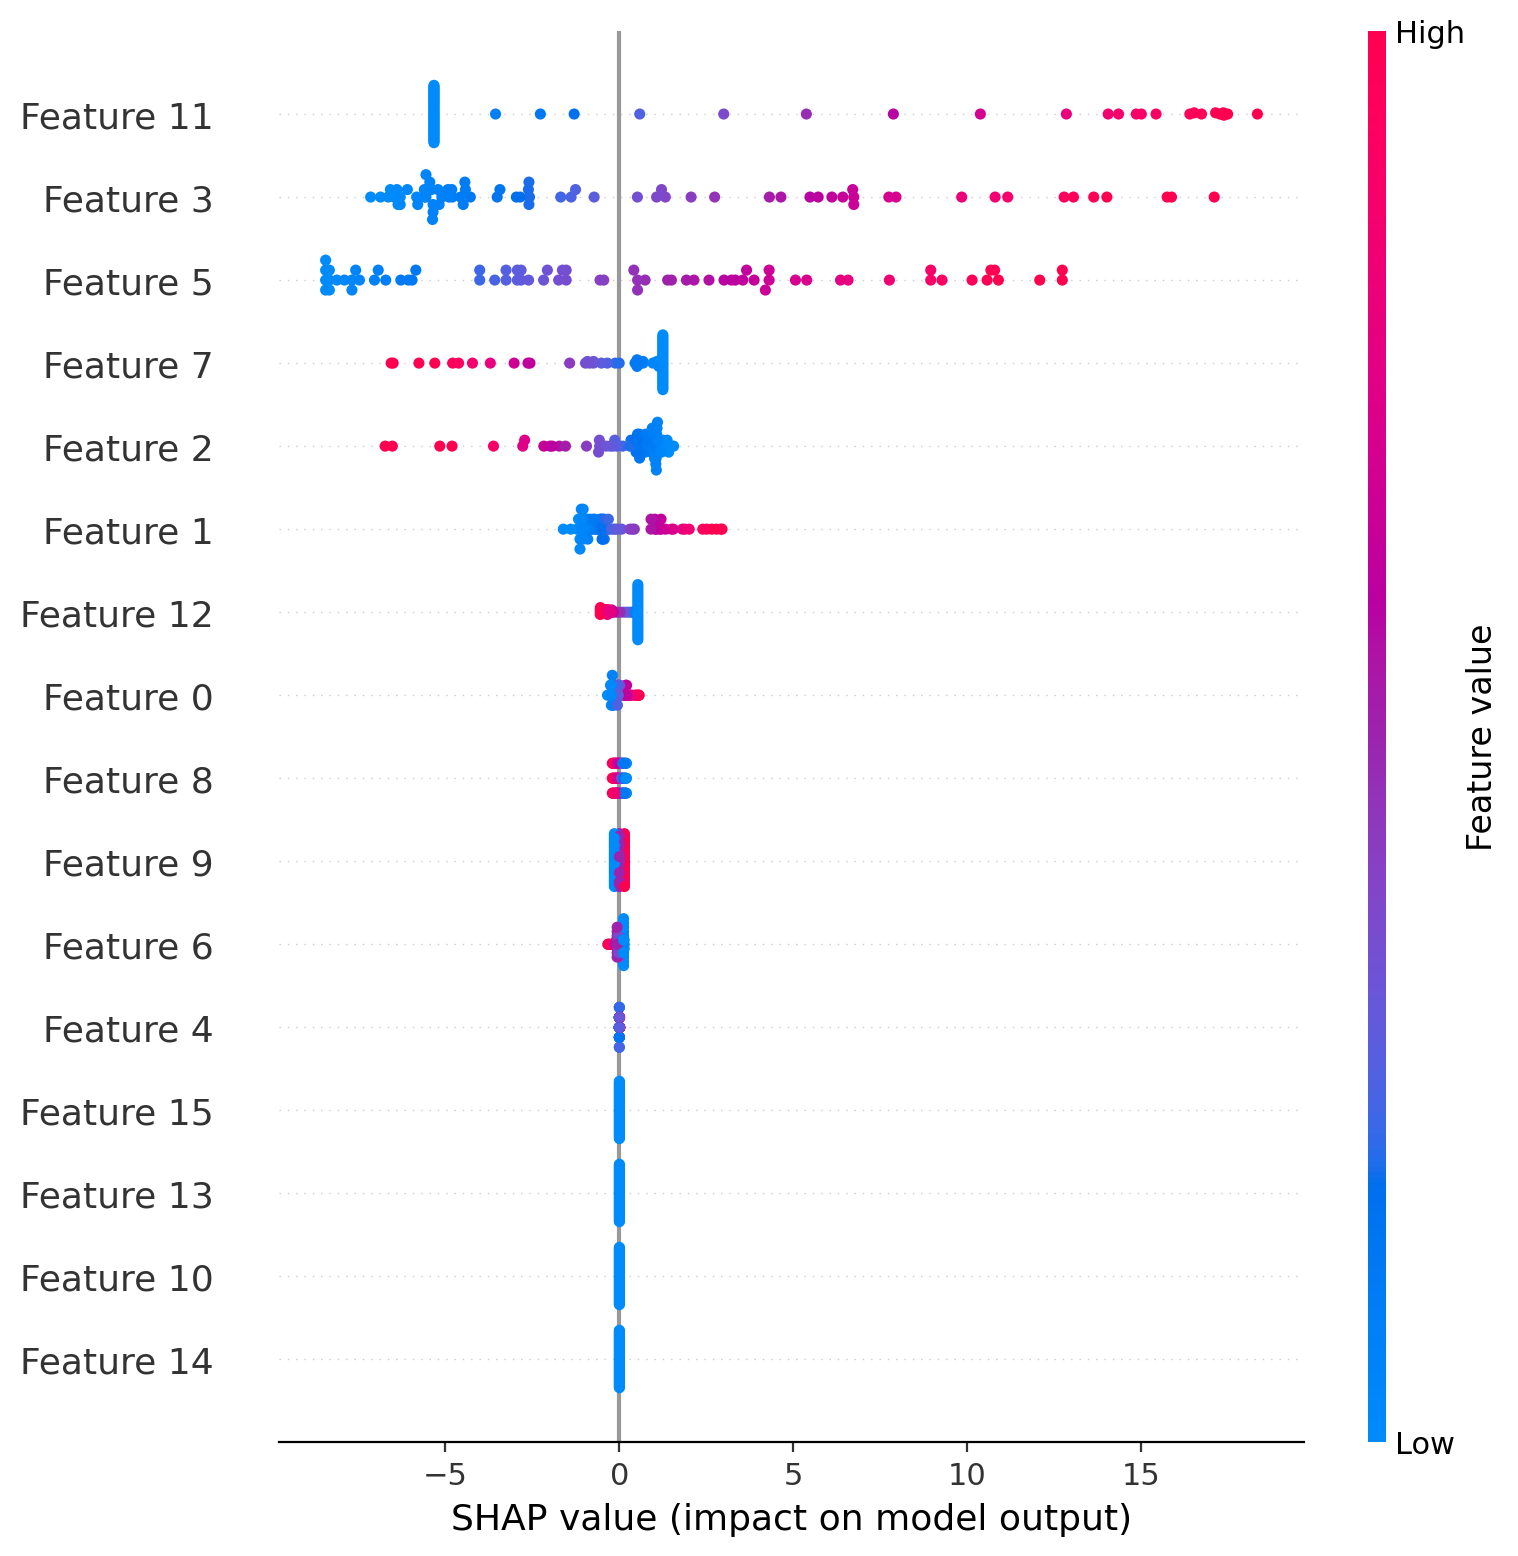 High
Feature 11
Feature 3
Feature 5
Feature 7
Feature 2
Feature 1
Feature 12
Feature 0
Feature 8
Feature 9
Feature 6
Feature 4
Feature 15
Feature 13
Feature 10
Feature 14
Feature value
Low
−5 0 5 10 15
SHAP value (impact on model output)